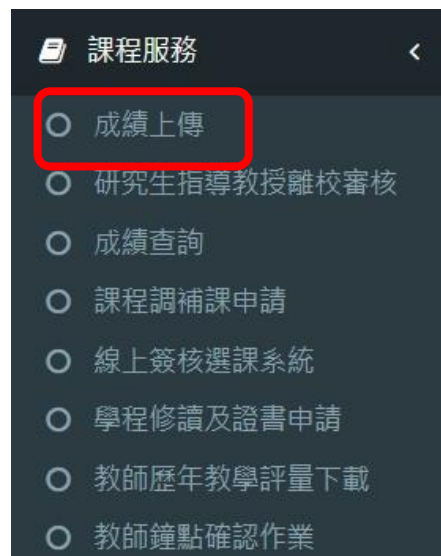 課程服務
成績上傳
研究生指導教授離校審核
成績查詢
課程調補課申請
線上簽核選課系統
學程修讀及證書申請
教師歷年教學評量下載
教師鐘點確認作業